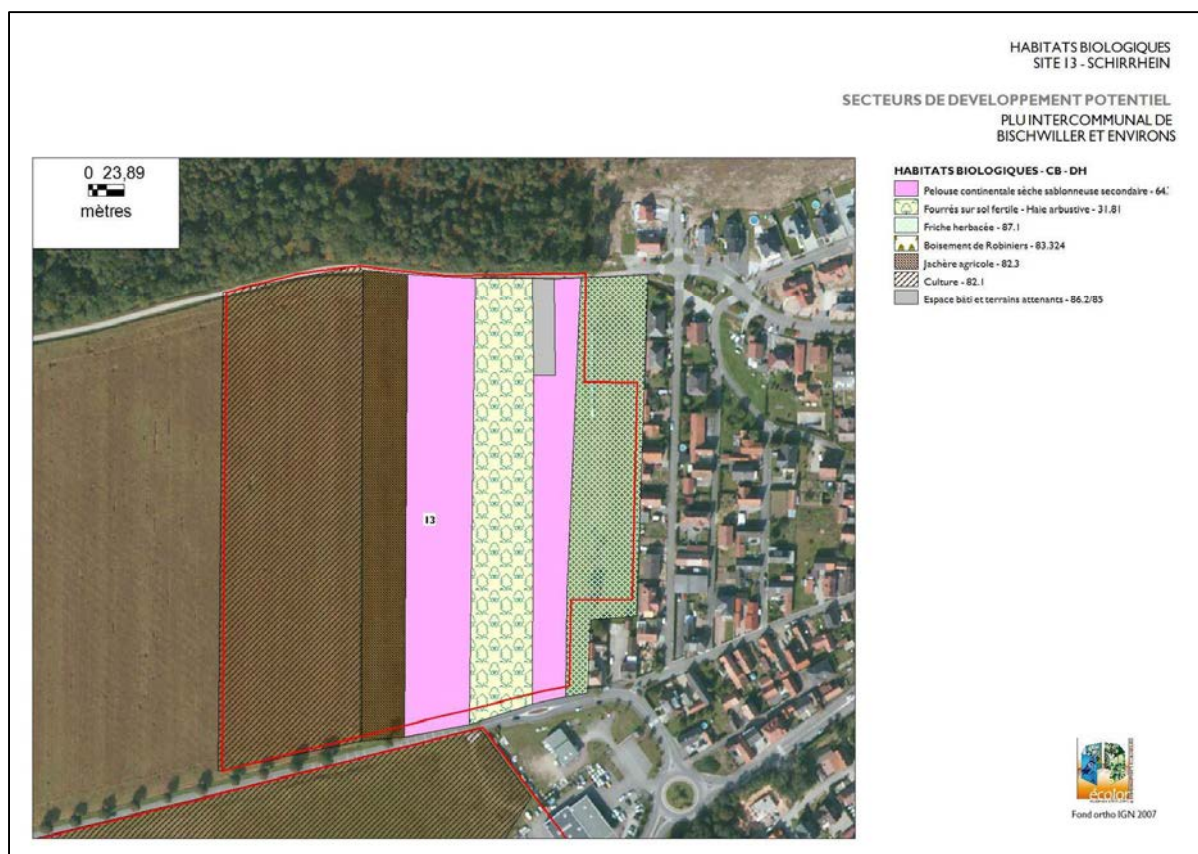 HABITATS BIOLOGIQUES
SITE 13 - SCHIRRHEIN
SECTEURS DE DEVELOPPEMENT POTENTIEL
PLU INTERCOMMUNAL DE
BISCHWILLER ET ENVIRONS
0 23,89
mètres
HABITATS BIOLOGIQUES - CB - DH
Pelouse continentale sèche sablonneuse secondaire - 64.
Fourrés sur sol fertile - Haie arbustive - 31.81
Friche herbacée - 87.1
Boisement de Robiniers - 83.324
Jachère agricole - 82.3
Culture - 82.1
Espace bâti et terrains attenants - 86.2/85
13
écolor
Fond ortho IGN 2007